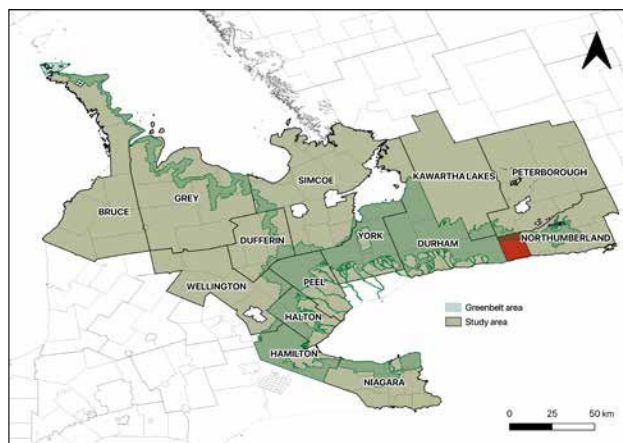 KAWARTHA LAKES
PETERBOROUGH
SIMCOE
GREY
BRUCE
NORTHUMBERLAND
YORK
DUFFERIN
DURHAM
PEEL
WELLINGTON
HALTON
HAMILTON
NIAGARA
Greenbelt area
Study area
0 25 50 km